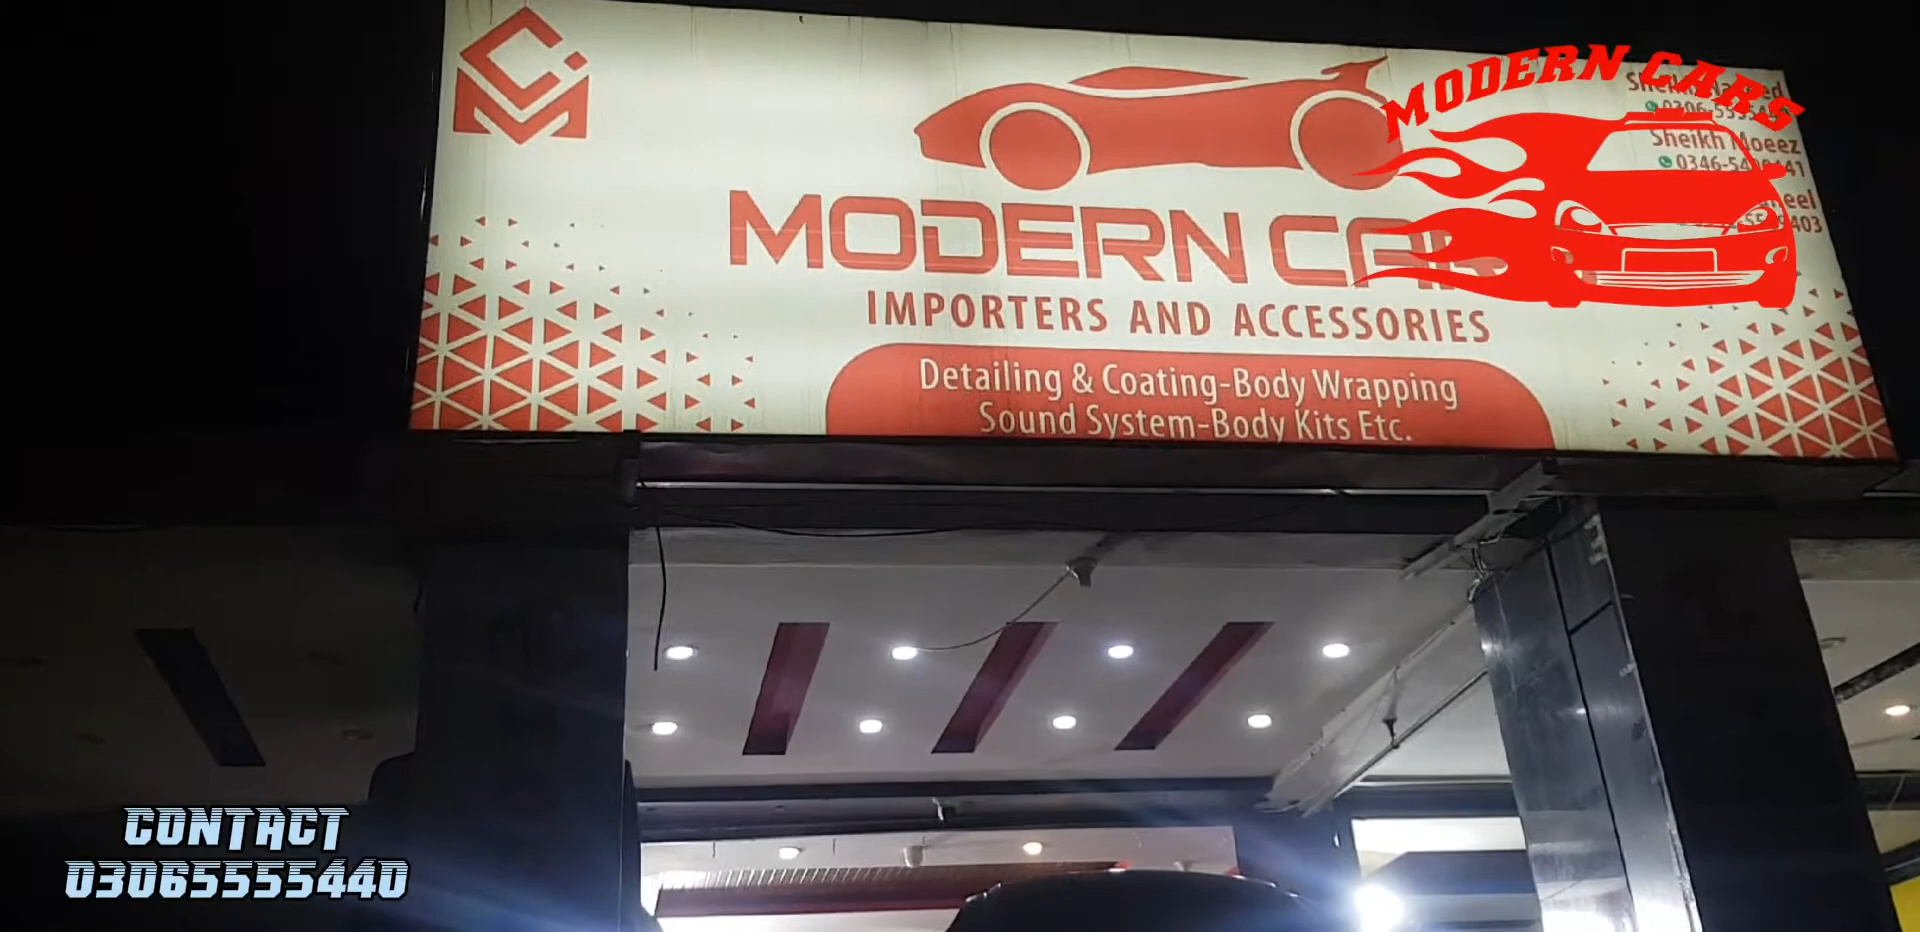 MODERN CARS
Sheikh
Sheikh Moeez
MODERN
IMPORTERS AND ACCESSORIES
Detailing & Coating-Body Wrapping
Sound System-Body Kits Etc.
CONTACT
03065555440